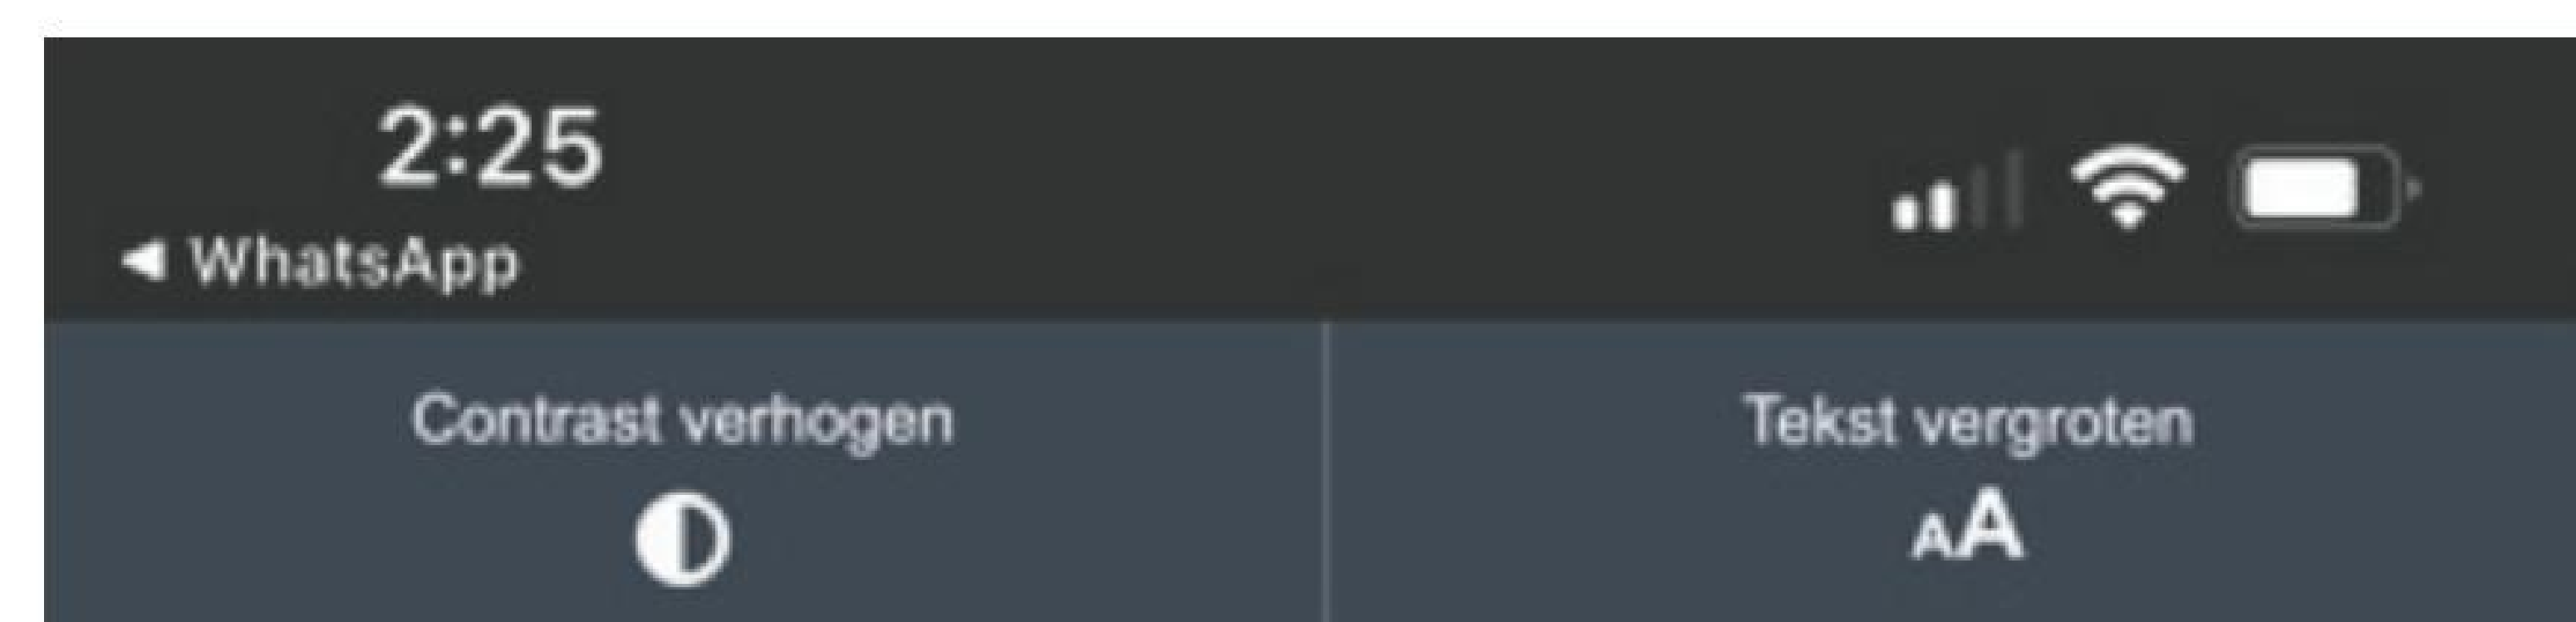 2:25
◀ WhatsApp
Contrast verhogen
Tekst vergroten
AA